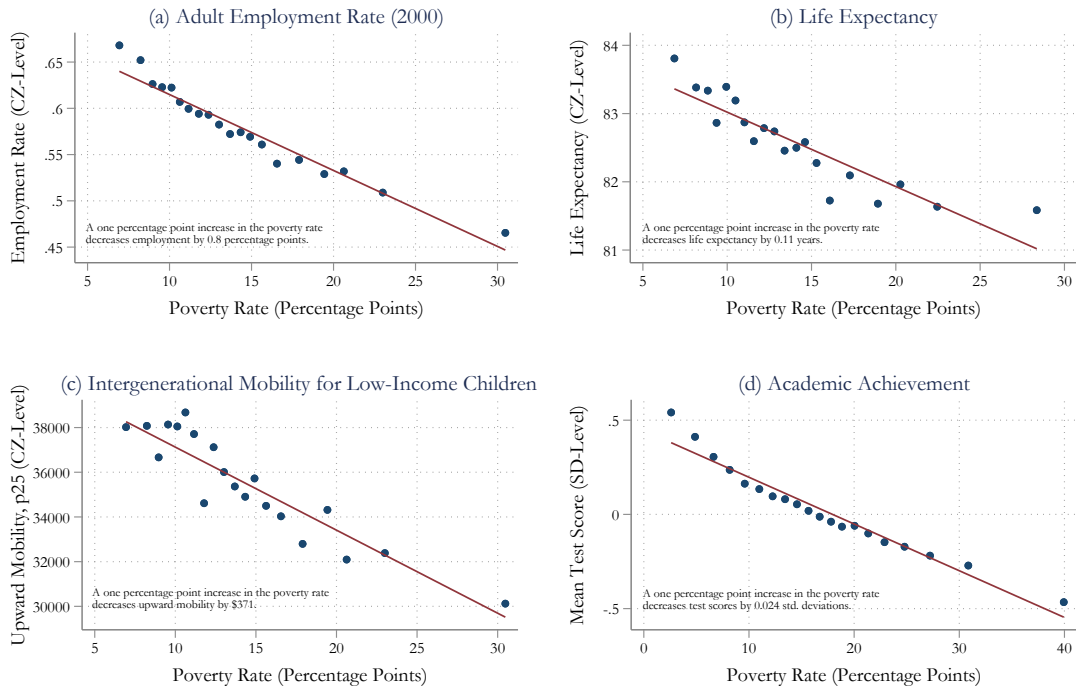 (a) Adult Employment Rate (2000)
Employment Rate (CZ-Level)
.65
.6
.55
.5
.45
A one percentage point increase in the poverty rate
decreases employment by 0.8 percentage points.
5 10 15 20 25 30
Poverty Rate (Percentage Points)
(b) Life Expectancy
Life Expectancy (CZ-Level)
84
83
82
81
A one percentage point increase in the poverty rate
decreases life expectancy by 0.11 years.
5 10 15 20 25 30
Poverty Rate (Percentage Points)
(c) Intergenerational Mobility for Low-Income Children
Upward Mobility, p25 (CZ-Level)
38000
36000
34000
32000
30000
A one percentage point increase in the poverty rate
decreases upward mobility by $371.
5 10 15 20 25 30
Poverty Rate (Percentage Points)
(d) Academic Achievement
Mean Test Score (SD-Level)
.5
0
-.5
A one percentage point increase in the poverty rate
decreases test scores by 0.024 std. deviations.
0 10 20 30 40
Poverty Rate (Percentage Points)